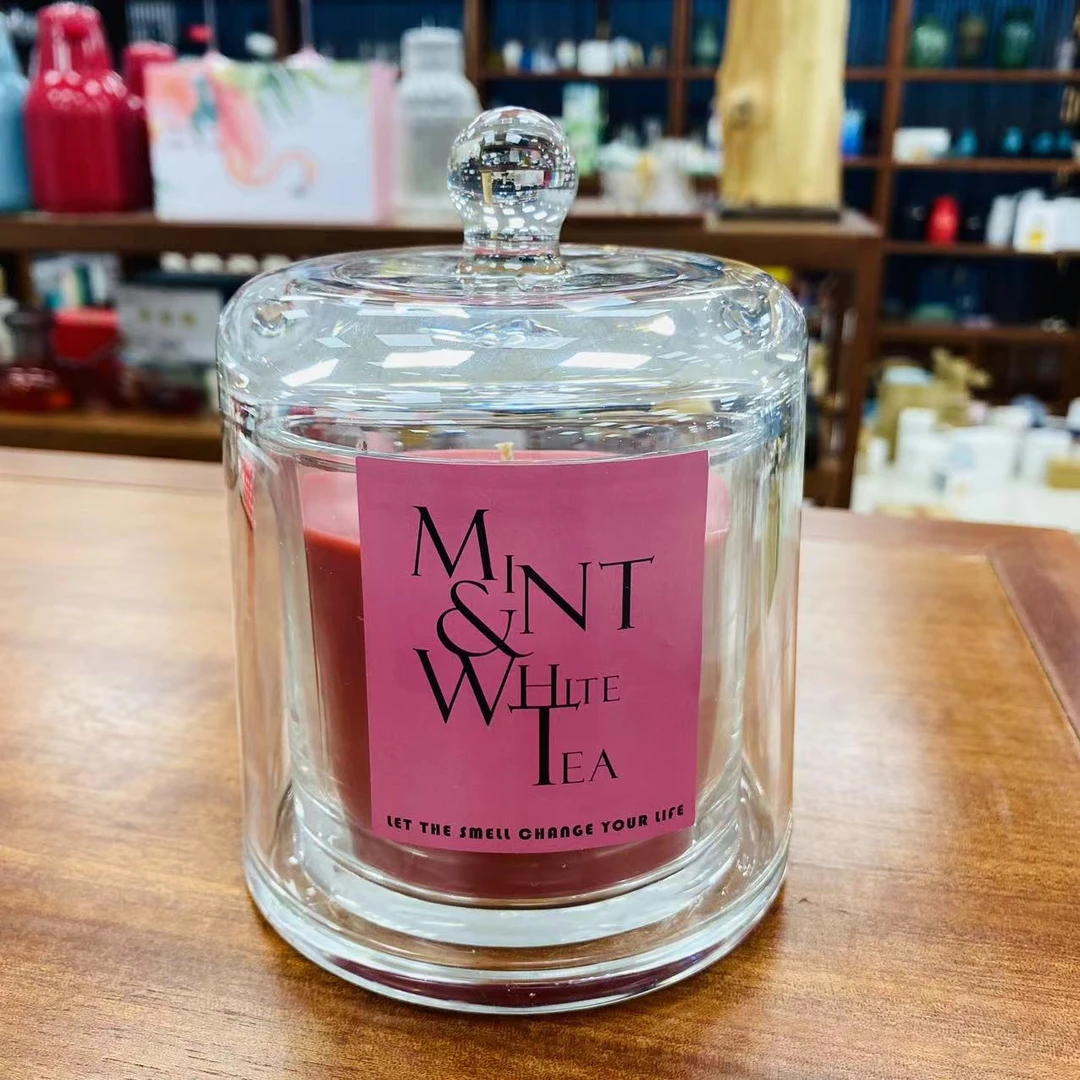 MINT
&
WHITE
TEA
LET THE SMELL CHANGE YOUR LIFE